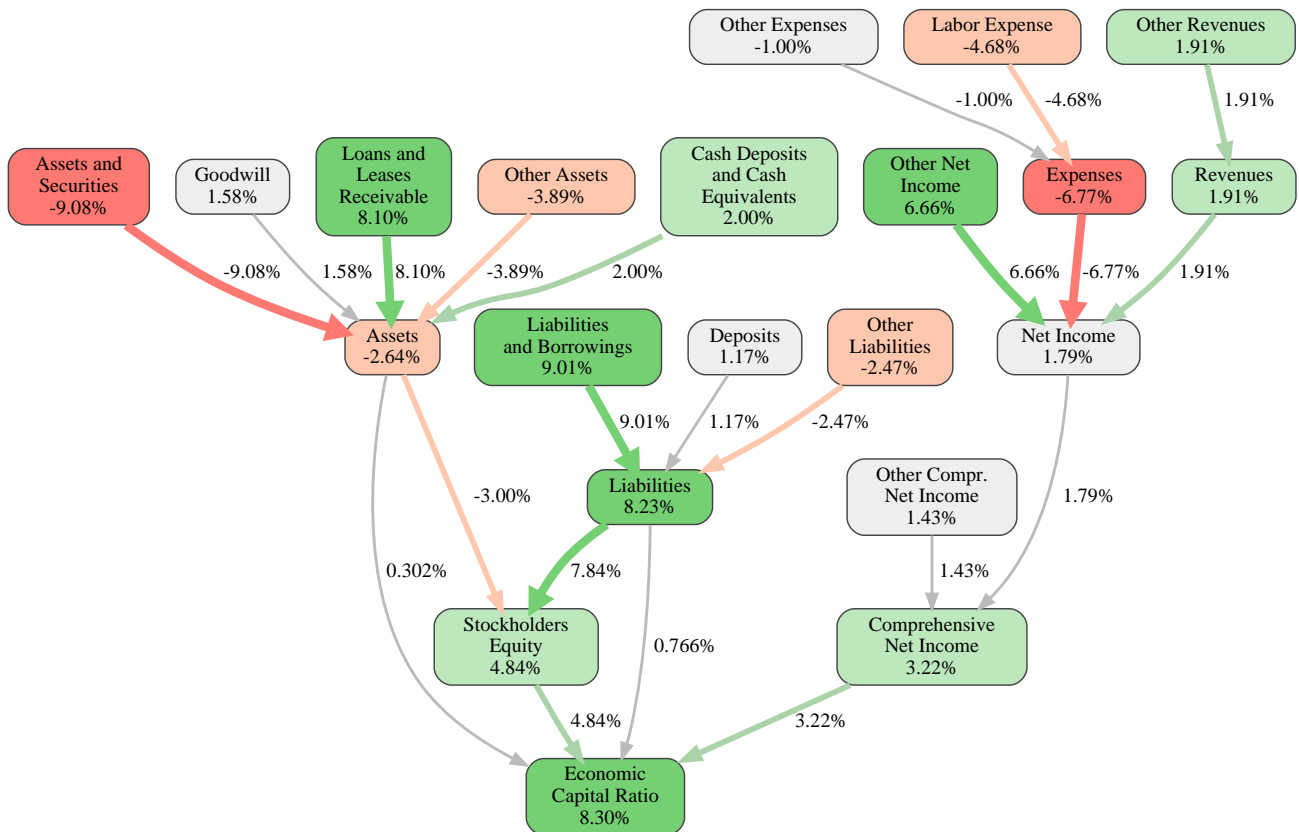 Other Expenses
-1.00%
Labor Expense
-4.68%
Other Revenues
1.91%
-1.00%
-4.68%
1.91%
Assets and
Securities
-9.08%
Goodwill
1.58%
Loans and
Leases
Receivable
8.10%
Other Assets
-3.89%
Cash Deposits
and Cash
Equivalents
2.00%
Other Net
Income
6.66%
Expenses
-6.77%
Revenues
1.91%
-9.08%
1.58%
8.10%
-3.89%
2.00%
6.66%
-6.77%
1.91%
Assets
-2.64%
Liabilities
and Borrowings
9.01%
Deposits
1.17%
Other
Liabilities
-2.47%
Net Income
1.79%
9.01%
1.17%
-2.47%
-3.00%
Liabilities
8.23%
Other Compr.
Net Income
1.43%
1.79%
0.302%
7.84%
1.43%
Stockholders
Equity
4.84%
0.766%
Comprehensive
Net Income
3.22%
4.84%
3.22%
Economic
Capital Ratio
8.30%